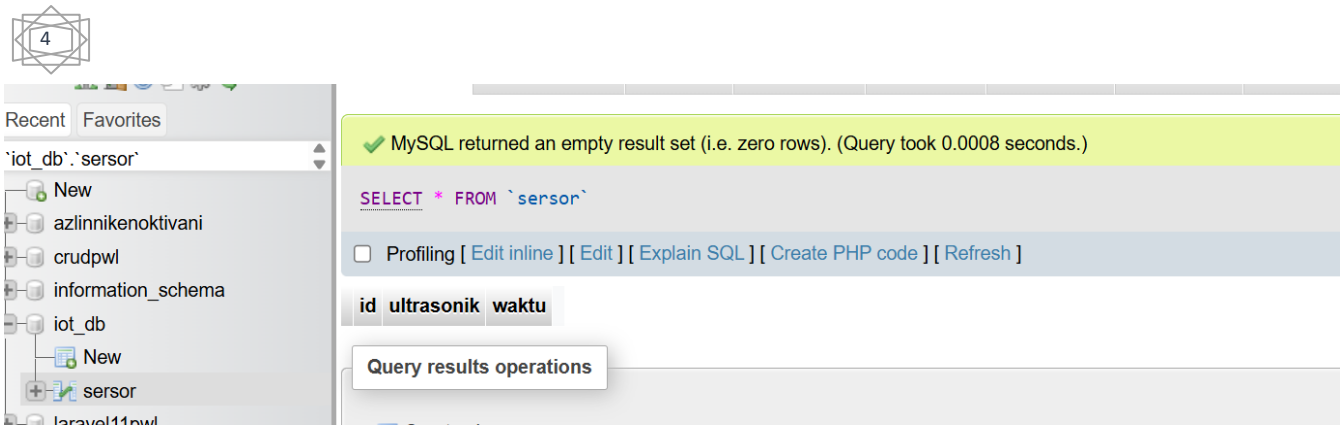 4
Recent Favorites
`iot_db`.`sersor`
New
azlinnikenoktivani
crudpwl
information_schema
iot_db
New
sersor
laravel11pwl
MySQL returned an empty result set (i.e. zero rows). (Query took 0.0008 seconds.)
SELECT * FROM `sersor`
Profiling [ Edit inline ] [ Edit ] [ Explain SQL ] [ Create PHP code ] [ Refresh ]
id ultrasonik waktu
Query results operations